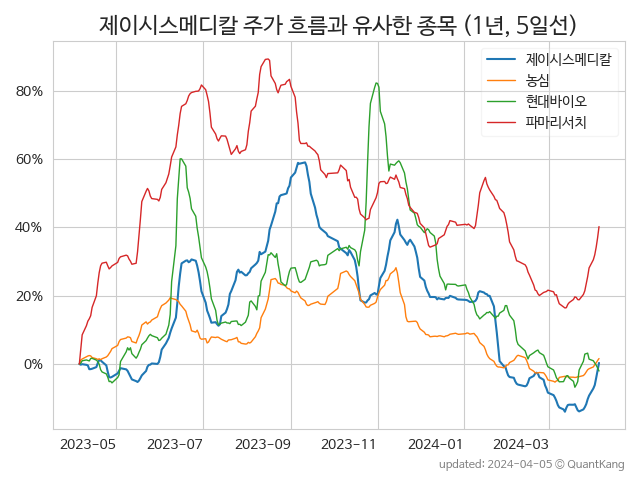 제이시스메디칼 주가 흐름과 유사한 종목 (1년, 5일선)
제이시스메디칼
농심
현대바이오
파마리서치
80%
60%
40%
20%
0%
2023-05
2023-07
2023-09
2023-11
2024-01
2024-03
updated: 2024-04-05 © QuantKang